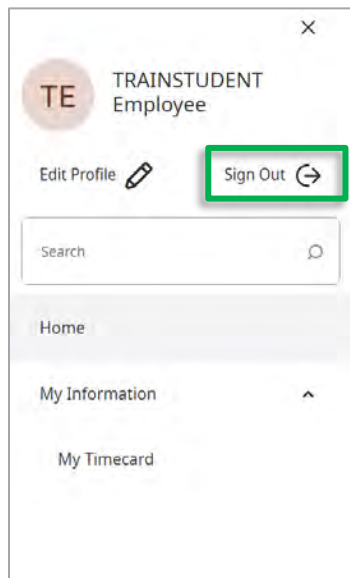 TE
TRAINSTUDENT
Employee
Edit Profile
Sign Out
Search
Home
My Information
My Timecard